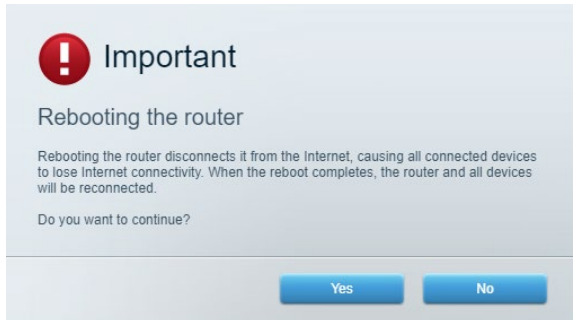 Important
Rebooting the router
Rebooting the router disconnects it from the Internet, causing all connected devices
to lose Internet connectivity. When the reboot completes, the router and all devices
will be reconnected.
Do you want to continue?
Yes
No